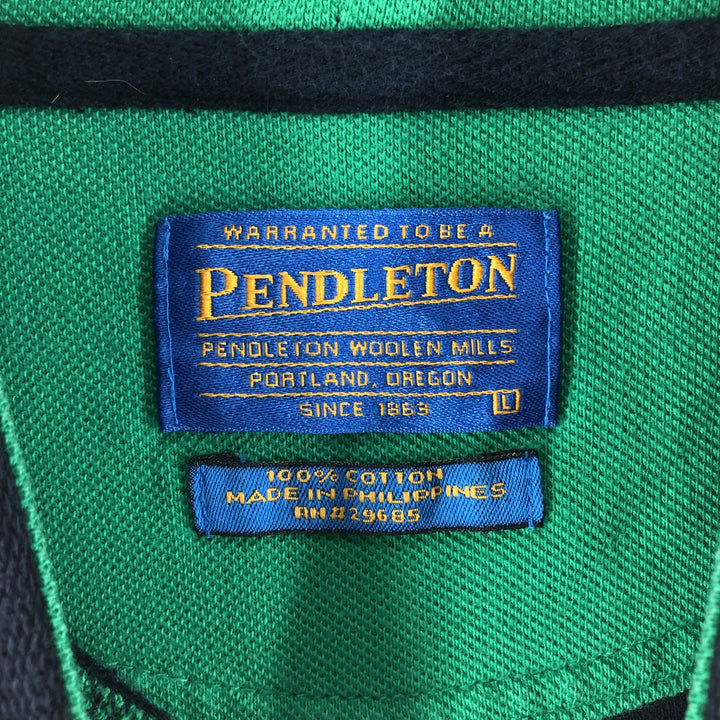 WARRANTED TO BE A
PENDLETON
PENDLETON WOOLEN MILLS
PORTLAND, OREGON
SINCE 1863
L
100% COTTON
MADE IN PHILIPPINES
RN#29685